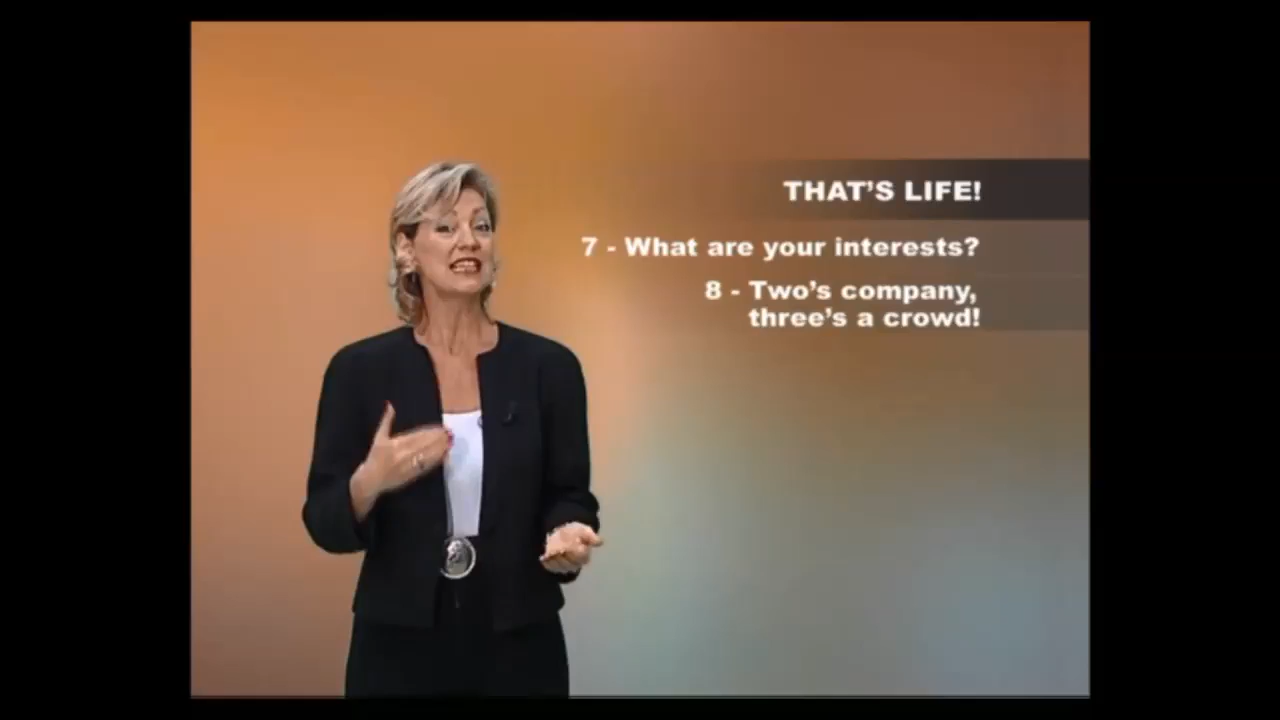 THAT'S LIFE!
7 - What are your interests?
8 - Two's company,
three's a crowd!